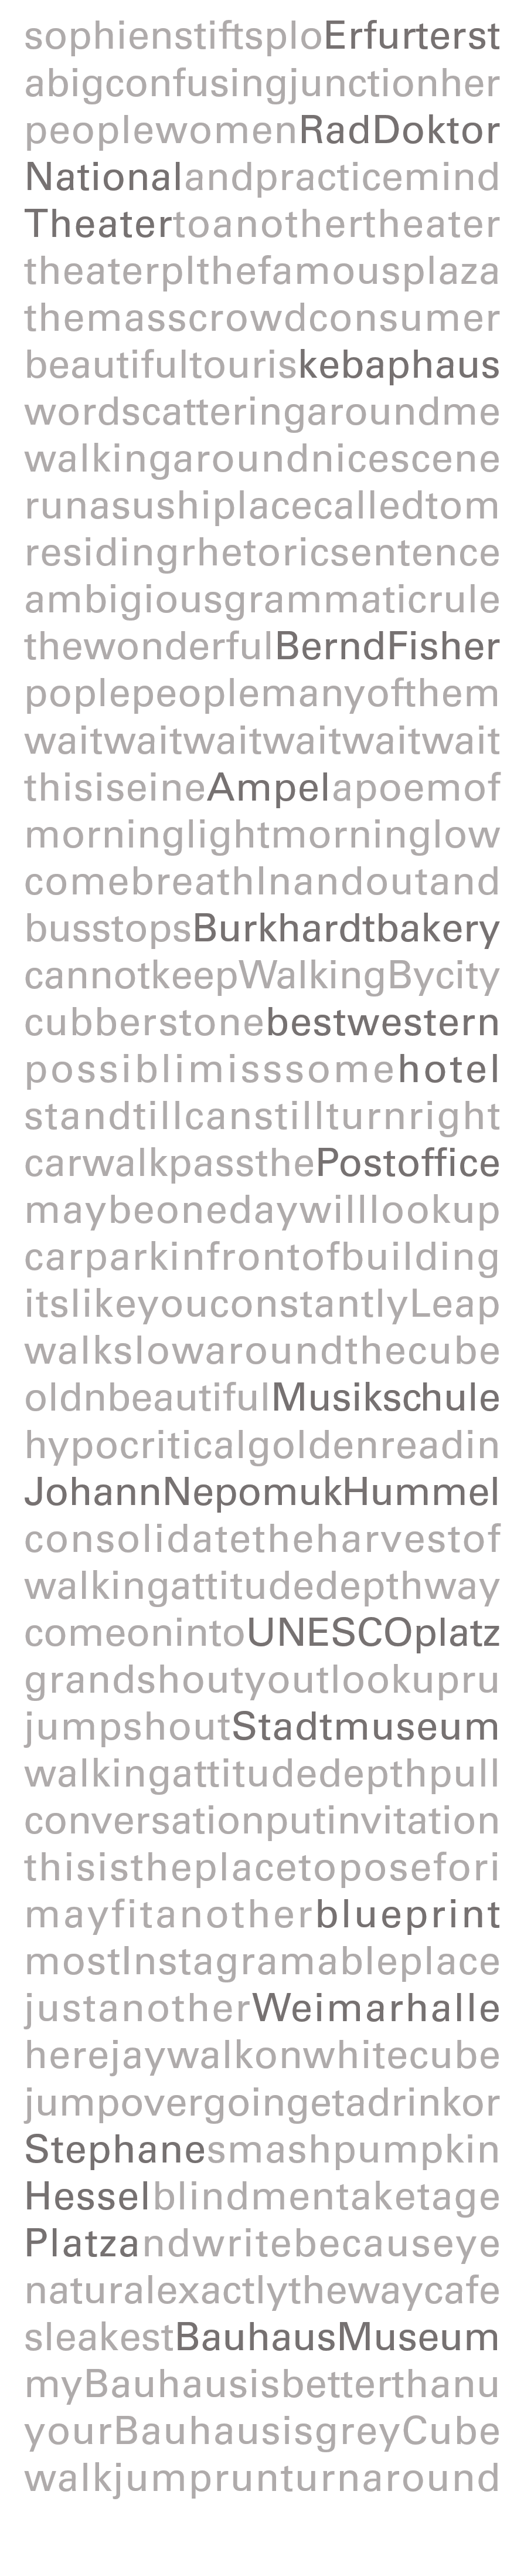 sophienstiftsploErfurterst
abigconfusingjunctionher
peoplewomenRadDoktor
Nationalandpracticemind
Theatertoanothertheater
theaterplthefamousplaza
themasscrowdconsumer
beautifultouriskebaphaus
wordscatteringaroundme
walkingaroundnicescene
runasushiplacecalledtom
residingrhetoricsentence
ambigiousgrammaticrule
thewonderfulBerndFisher
poplepeoplemanyofthem
waitwaitwaitwaitwaitwait
thisiseineAmpelapoemof
morninglightmorninglow
comebreathInandoutand
busstopsBurkhardtbakery
cannotkeepWalkingBycity
cubberstonebestwestern
possiblimisssomehotel
standtillcanstillturnright
carwalkpassthePostoffice
maybeonedaywilllookup
carparkinfrontofbuilding
itslikeyouconstantlyLeap
walkslowaroundthecube
oldnbeautifulMusikschule
hypocriticalgoldenreadin
JohannNepomukHummel
consolidatetheharvestof
walkingattitudedepthway
comeonintoUNESCOplatz
grandshoutyoutlookupru
jumpshoutStadtmuseum
walkingattitudedepthpull
conversationputinvitation
thisistheplacetoposefori
mayfitanotherblueprint
mostInstagramableplace
justanotherWeimarhalle
herejaywalkonwhitecube
jumpovergoingetadrinkor
Stephanesmashpumpkin
Hesselblindmentaketage
Platzandwritebecauseeye
naturalexactlythewaycafe
sleakestBauhausMuseum
myBauhausisbetterthanu
yourBauhausisgreyCube
walkjumprunturnaround